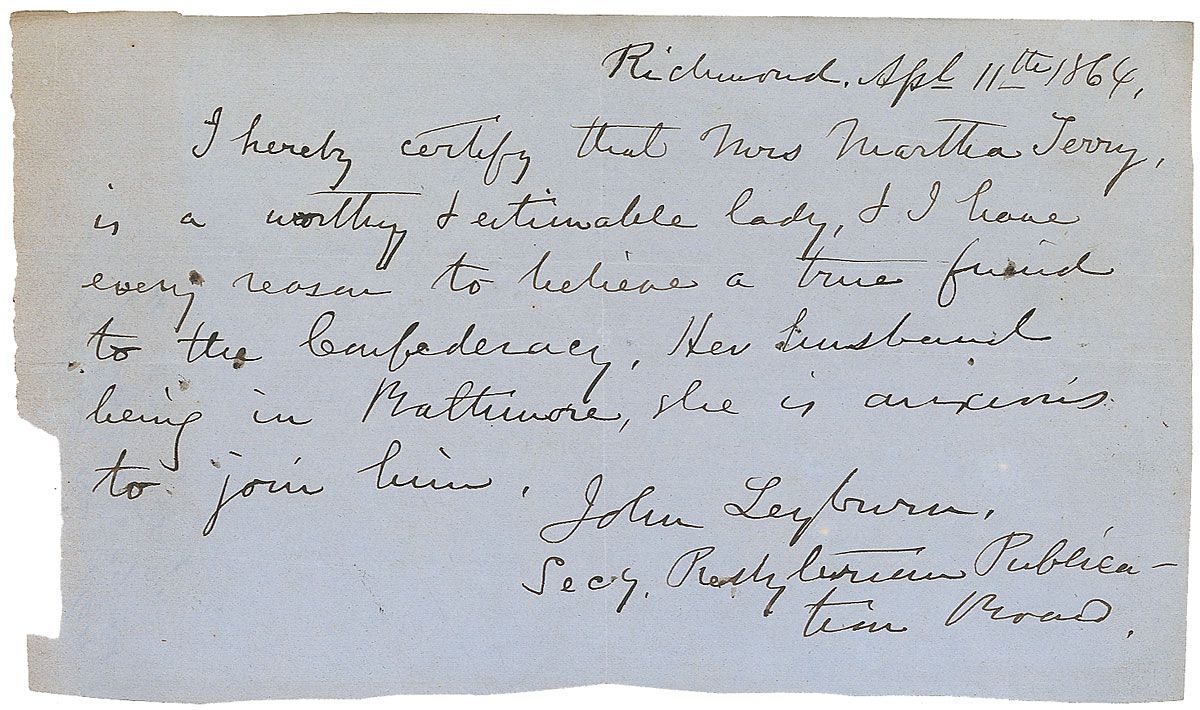 Richmond. Apl 11th 1864,
I hereby certify that Mrs Martha Terry,
is a worthy & estimable lady, & I have
every reason to believe a true friend
to the Confederacy. Her husband
being in Baltimore, she is anxious
to join him.
John Leyburn.
Secy. Presbyterian Publica-
tion Board.